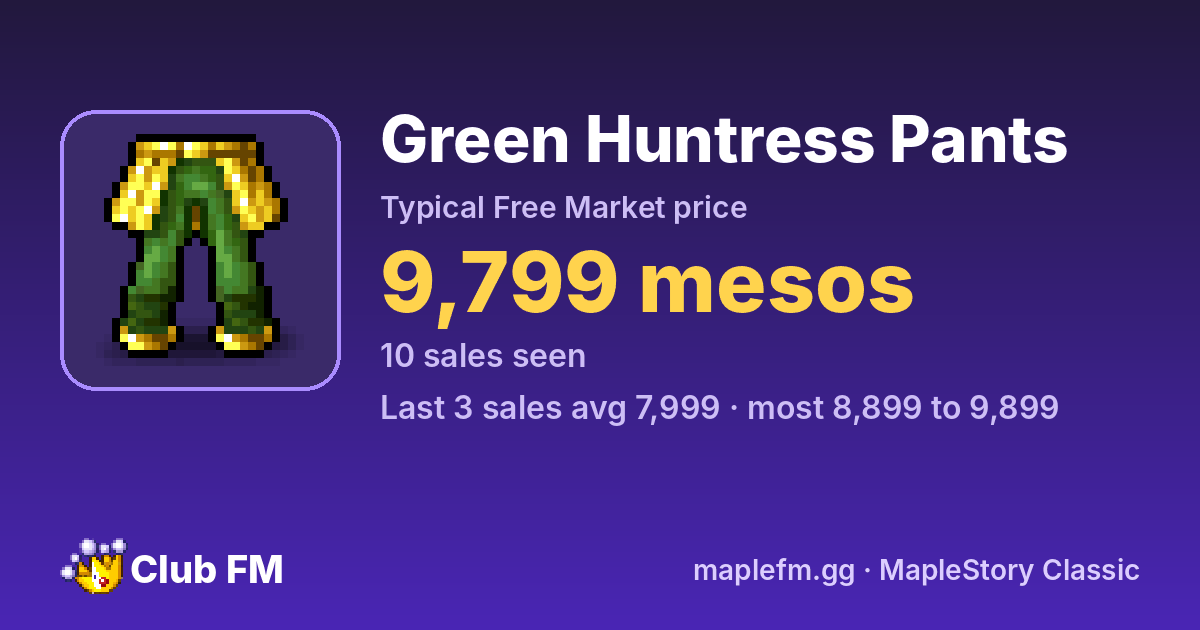 Green Huntress Pants
Typical Free Market price
9,799 mesos
10 sales seen
Last 3 sales avg 7,999 · most 8,899 to 9,899
Club FM
maplefm.gg · MapleStory Classic